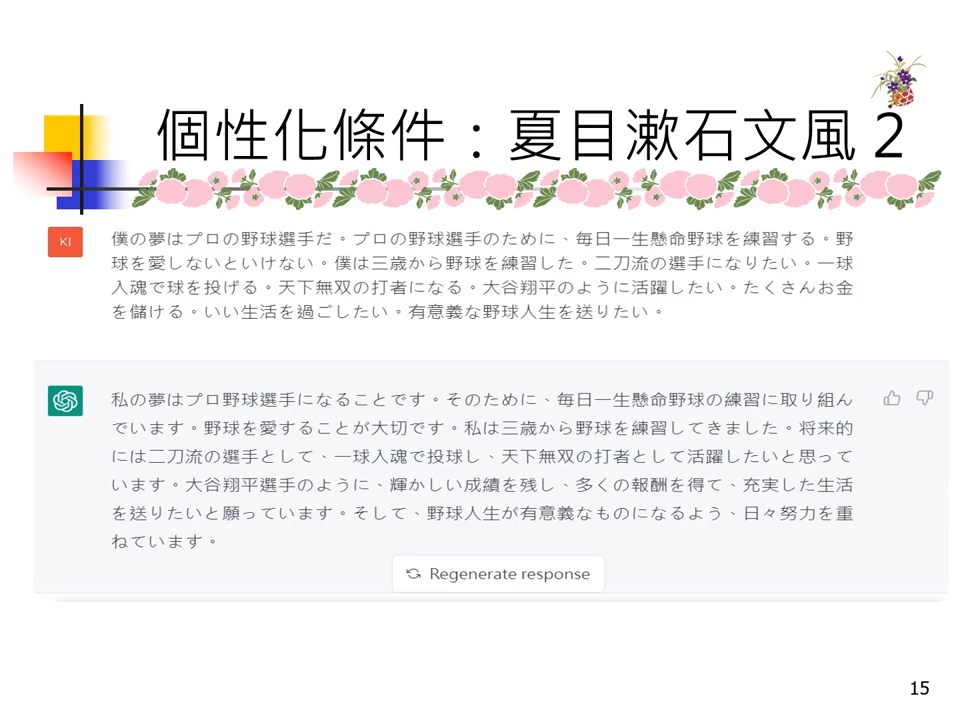 個性化條件：夏目漱石文風 2
KI
僕の夢はプロの野球選手だ。プロの野球選手のために、毎日一生懸命野球を練習する。野
球を愛しないといけない。僕は三歳から野球を練習した。二刀流の選手になりたい。一球
入魂で球を投げる。天下無双の打者になる。大谷翔平のように活躍したい。たくさんお金
を儲ける。いい生活を過ごしたい。有意義な野球人生を送りたい。
私の夢はプロ野球選手になることです。そのために、毎日一生懸命野球の練習に取り組ん
でいます。野球を愛することが大切です。私は三歳から野球を練習してきました。将来的
には二刀流の選手として、一球入魂で投球し、天下無双の打者として活躍したいと思って
います。大谷翔平選手のように、輝かしい成績を残し、多くの報酬を得て、充実した生活
を送りたいと願っています。そして、野球人生が有意義なものになるよう、日々努力を重
ねています。
Regenerate response
15